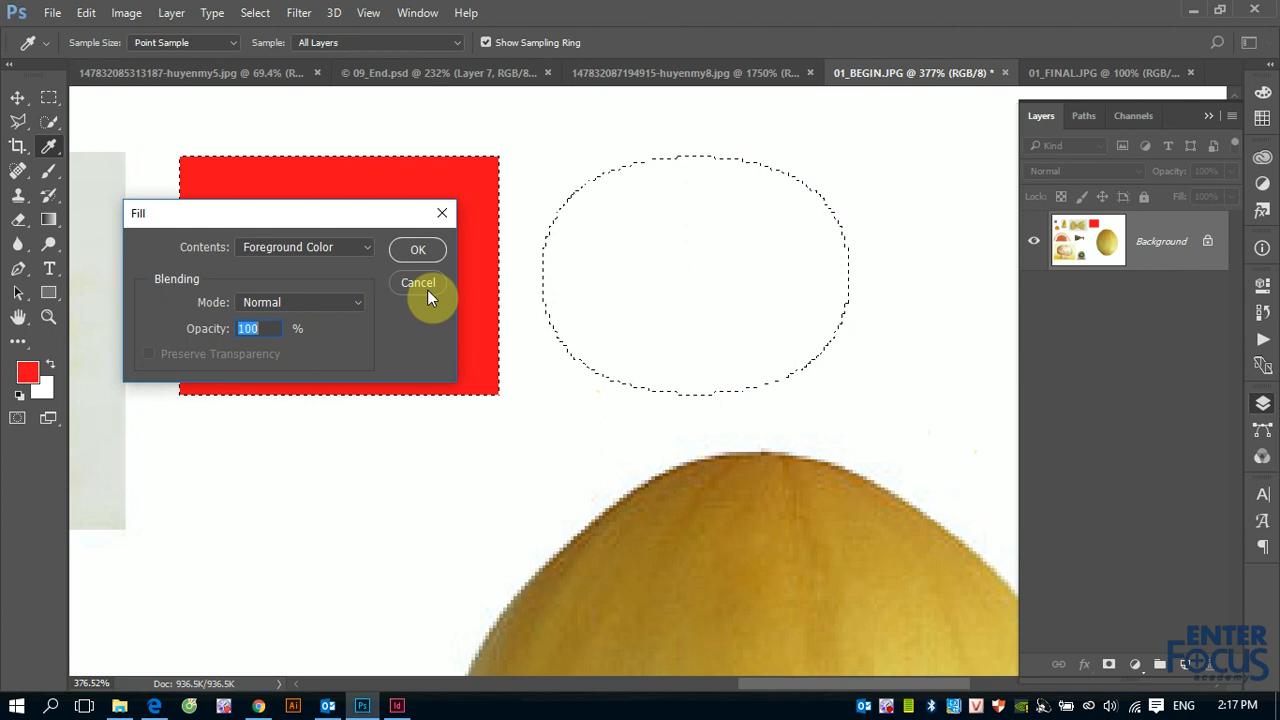 Ps File Edit Image Layer Type Select Filter 3D View Window Help
Sample Size: Point Sample Sample: All Layers Show Sampling Ring
147832085313187-huyenmy5.jpg @ 69.4% (R... × © 09_End.psd @ 232% (Layer 7, RGB/8... × 147832087194915-huyenmy8.jpg @ 1750% (R... × 01_BEGIN.JPG @ 377% (RGB/8) * × 01_FINAL.JPG @ 100% (RGB/... ×
Layers Paths Channels
Kind
Normal Opacity: 100%
Lock: Fill: 100%
Background
Fill
Contents: Foreground Color OK
Blending Cancel
Mode: Normal
Opacity: 100 %
Preserve Transparency
ENTER
FOCUS
academy
376.52% Doc: 936.5K/936.5K
ENG 2:17 PM